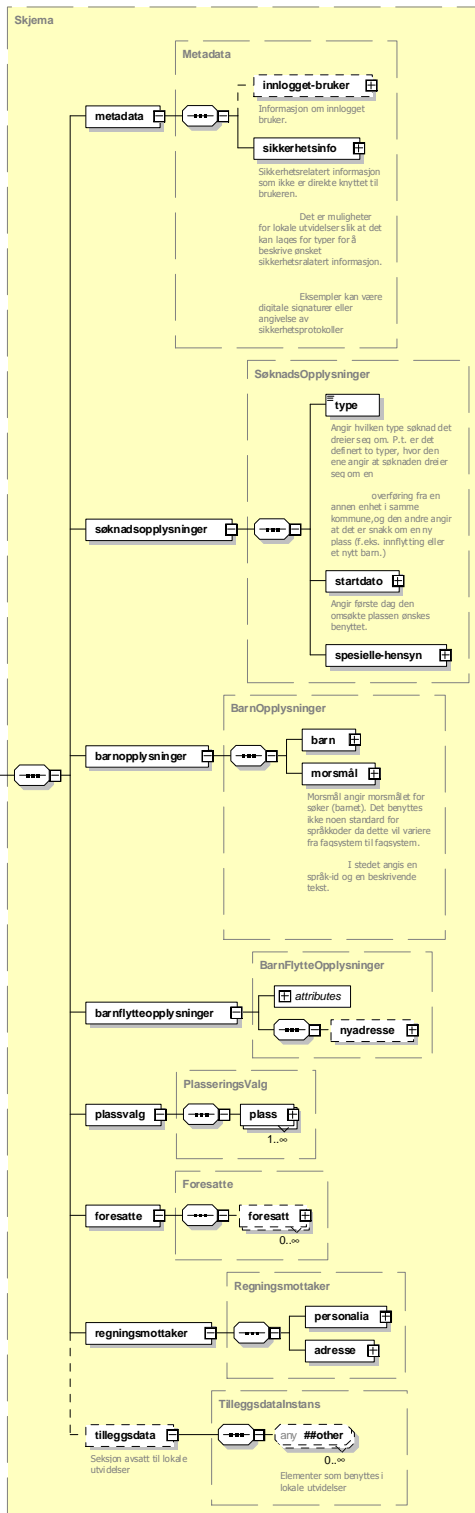 Skjema
Metadata
innlogget-bruker
Informasjon om innlogget
bruker.
metadata
sikkerhetsinfo
Sikkerhetsrelatert informasjon
som ikke er direkte knyttet til
brukeren.
Det er muligheter
for lokale utvidelser slik at det
kan lages for typer for å
beskrive ønsket
sikkerhetsralatert informasjon.
Eksempler kan være
digitale signaturer eller
angivelse av
sikkerhetsprotokoller
SøknadsOpplysninger
type
Angir hvilken type søknad det
dreier seg om. P.t. er det
definert to typer, hvor den
ene angir at søknaden dreier
seg om en
overføring fra en
annen enhet i samme
kommune,og den andre angir
at det er snakk om en ny
plass (f.eks. innflytting eller
et nytt barn.)
søknadsopplysninger
startdato
Angir første dag den
omsøkte plassen ønskes
benyttet.
spesielle-hensyn
BarnOpplysninger
barn
barnopplysninger
morsmål
Morsmål angir morsmålet for
søker (barnet). Det benyttes
ikke noen standard for
språkkoder da dette vil variere
fra fagsystem til fagsystem.
I stedet angis en
språk-id og en beskrivende
tekst.
BarnFlytteOpplysninger
attributes
barnflytteopplysninger
nyadresse
PlasseringsValg
plassvalg
plass
1..∞
Foresatte
foresatte
foresatt
0..∞
Regningsmottaker
personalia
regningsmottaker
adresse
TilleggsdataInstans
tilleggsdata
any ##other
0..∞
Seksjon avsatt til lokale
utvidelser
Elementer som benyttes i
lokale utvidelser